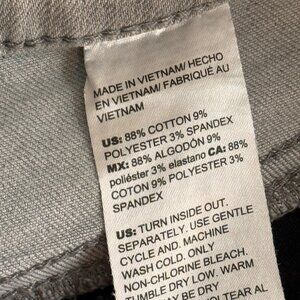 MADE IN VIETNAM/ HECHO
EN VIETNAM/ FABRIQUÉ AU
VIETNAM
US: 88% COTTON 9%
POLYESTER 3% SPANDEX
MX: 88% ALGODÓN 9%
poliéster 3% elastano CA: 88%
COTON 9% POLYESTER 3%
SPANDEX
US: TURN INSIDE OUT.
SEPARATELY. USE GENTLE
CYCLE AND. MACHINE
WASH COLD. ONLY
NON-CHLORINE BLEACH.
TUMBLE DRY LOW. WARM